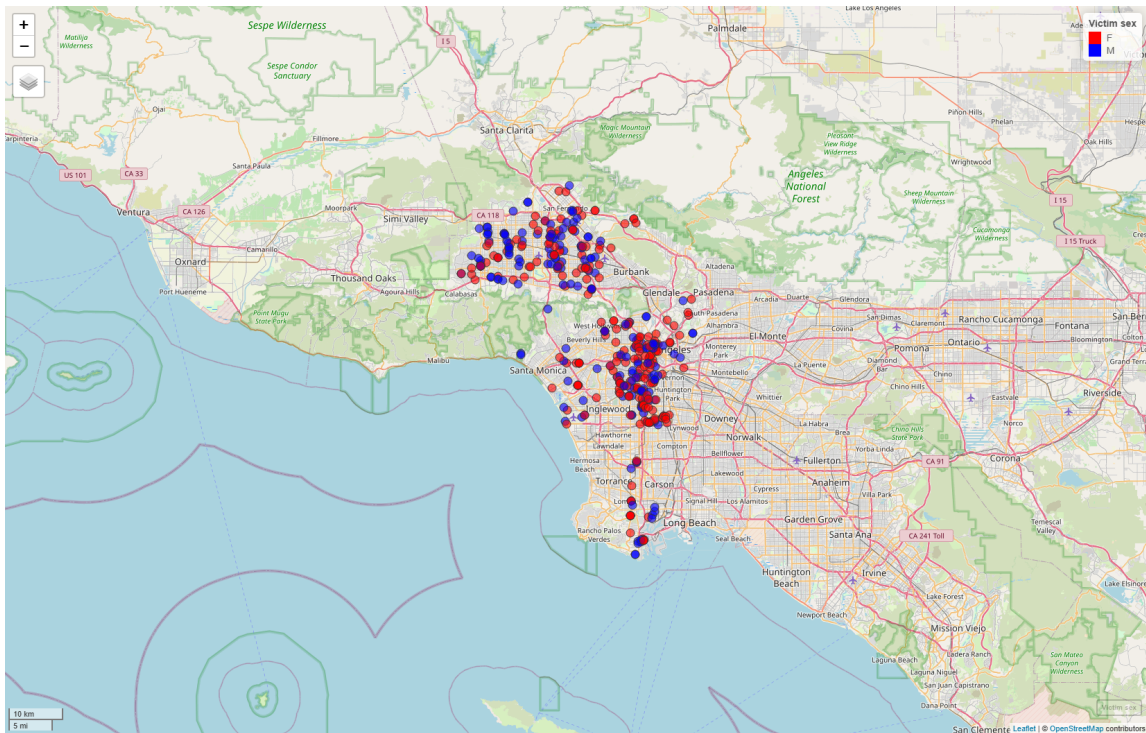 +
−
Victim sex
F
M
Lake Los Angeles
Palmdale
Sespe Wilderness
Matilija
Wilderness
I 5
Sespe Condor
Sanctuary
Ojai
Piñon Hills
Phelan
Oak Hills
Santa Clarita
Magic Mountain
Wilderness
Pleasant
View Ridge
Wilderness
Wrightwood
Fillmore
Santa Paula
US 101
CA 33
Angeles
National
Forest
Sheep Mountain
Wilderness
I 15
Cucamonga
Wilderness
Ventura
CA 126
Moorpark
Simi Valley
CA 118
I 15 Truck
Camarillo
Oxnard
Port Hueneme
Thousand Oaks
Agoura Hills
Calabasas
Burbank
Altadena
Glendale
Pasadena
Point Mugu
State Park
South Pasadena
Arcadia
Duarte
Glendora
San Dimas
Claremont
Rancho Cucamonga
Fontana
Alhambra
El Monte
Covina
Pomona
Ontario
Bloomington
Beverly Hills
Malibu
Santa Monica
Monterey
Park
Montebello
La Puente
Diamond
Bar
Chino
Chino Hills
Riverside
Eastvale
Huntington
Park
Whittier
Inglewood
Downey
La Habra
Chino Hills
State Park
Norco
Hawthorne
Lawndale
Lynwood
Compton
Norwalk
Brea
Yorba Linda
Corona
Hermosa
Beach
Bellflower
Fullerton
CA 91
Torrance
Carson
Lakewood
Cypress
Anaheim
Villa Park
Signal Hill
Los Alamitos
Rancho Palos
Verdes
Long Beach
Garden Grove
Temescal
Valley
Seal Beach
Santa Ana
CA 241 Toll
Huntington
Beach
Irvine
Lake Elsinore
Lake Forest
Newport Beach
Mission Viejo
Laguna Beach
Ladera Ranch
Laguna Niguel
San Mateo
Canyon
Wilderness
San Juan Capistrano
Dana Point
Victim sex
10 km
5 mi
San Clemente
Leaflet | © OpenStreetMap contributors